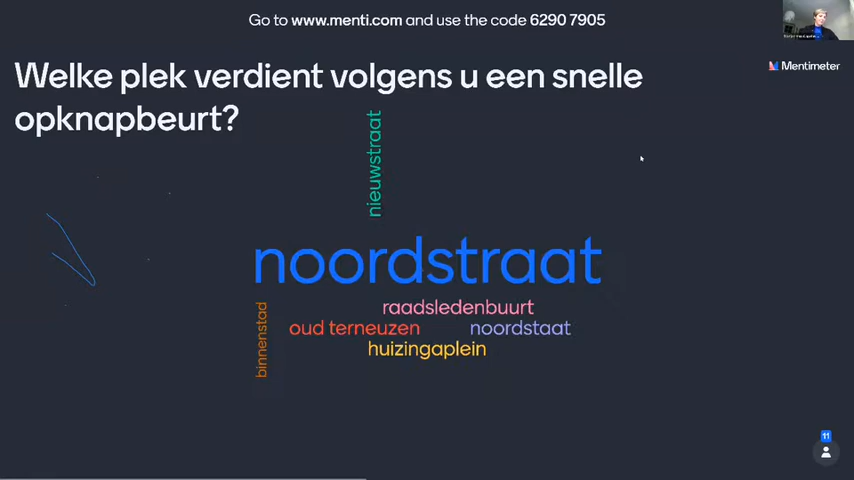 Go to www.menti.com and use the code 6290 7905
Mentimeter
Welke plek verdient volgens u een snelle
opknapbeurt?
nieuwstraat
noordstraat
raadsledenbuurt
binnenstad
oud terneuzen
noordstaat
huizingaplein
11